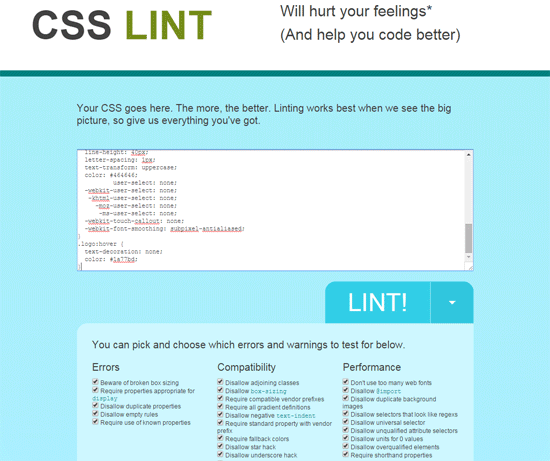 CSS LINT
Will hurt your feelings*
(And help you code better)
Your CSS goes here. The more, the better. Linting works best when we see the big
picture, so give us everything you've got.
line-height: 40px;
letter-spacing: 1px;
text-transform: uppercase;
color: #464646;
user-select: none;
-webkit-user-select: none;
-khtml-user-select: none;
-moz-user-select: none;
-ms-user-select: none;
-webkit-touch-callout: none;
-webkit-font-smoothing: subpixel-antialiased;
}
.logo:hover {
text-decoration: none;
color: #1a77bd;
}
LINT!
You can pick and choose which errors and warnings to test for below.
Errors
Beware of broken box sizing
Require properties appropriate for
display
Disallow duplicate properties
Disallow empty rules
Require use of known properties
Compatibility
Disallow adjoining classes
Disallow box-sizing
Require compatible vendor prefixes
Require all gradient definitions
Disallow negative text-indent
Require standard property with vendor
prefix
Require fallback colors
Disallow star hack
Disallow underscore hack
Performance
Don't use too many web fonts
Disallow @import
Disallow duplicate background
images
Disallow selectors that look like regexs
Disallow universal selector
Disallow unqualified attribute selectors
Disallow units for 0 values
Disallow overqualified elements
Require shorthand properties